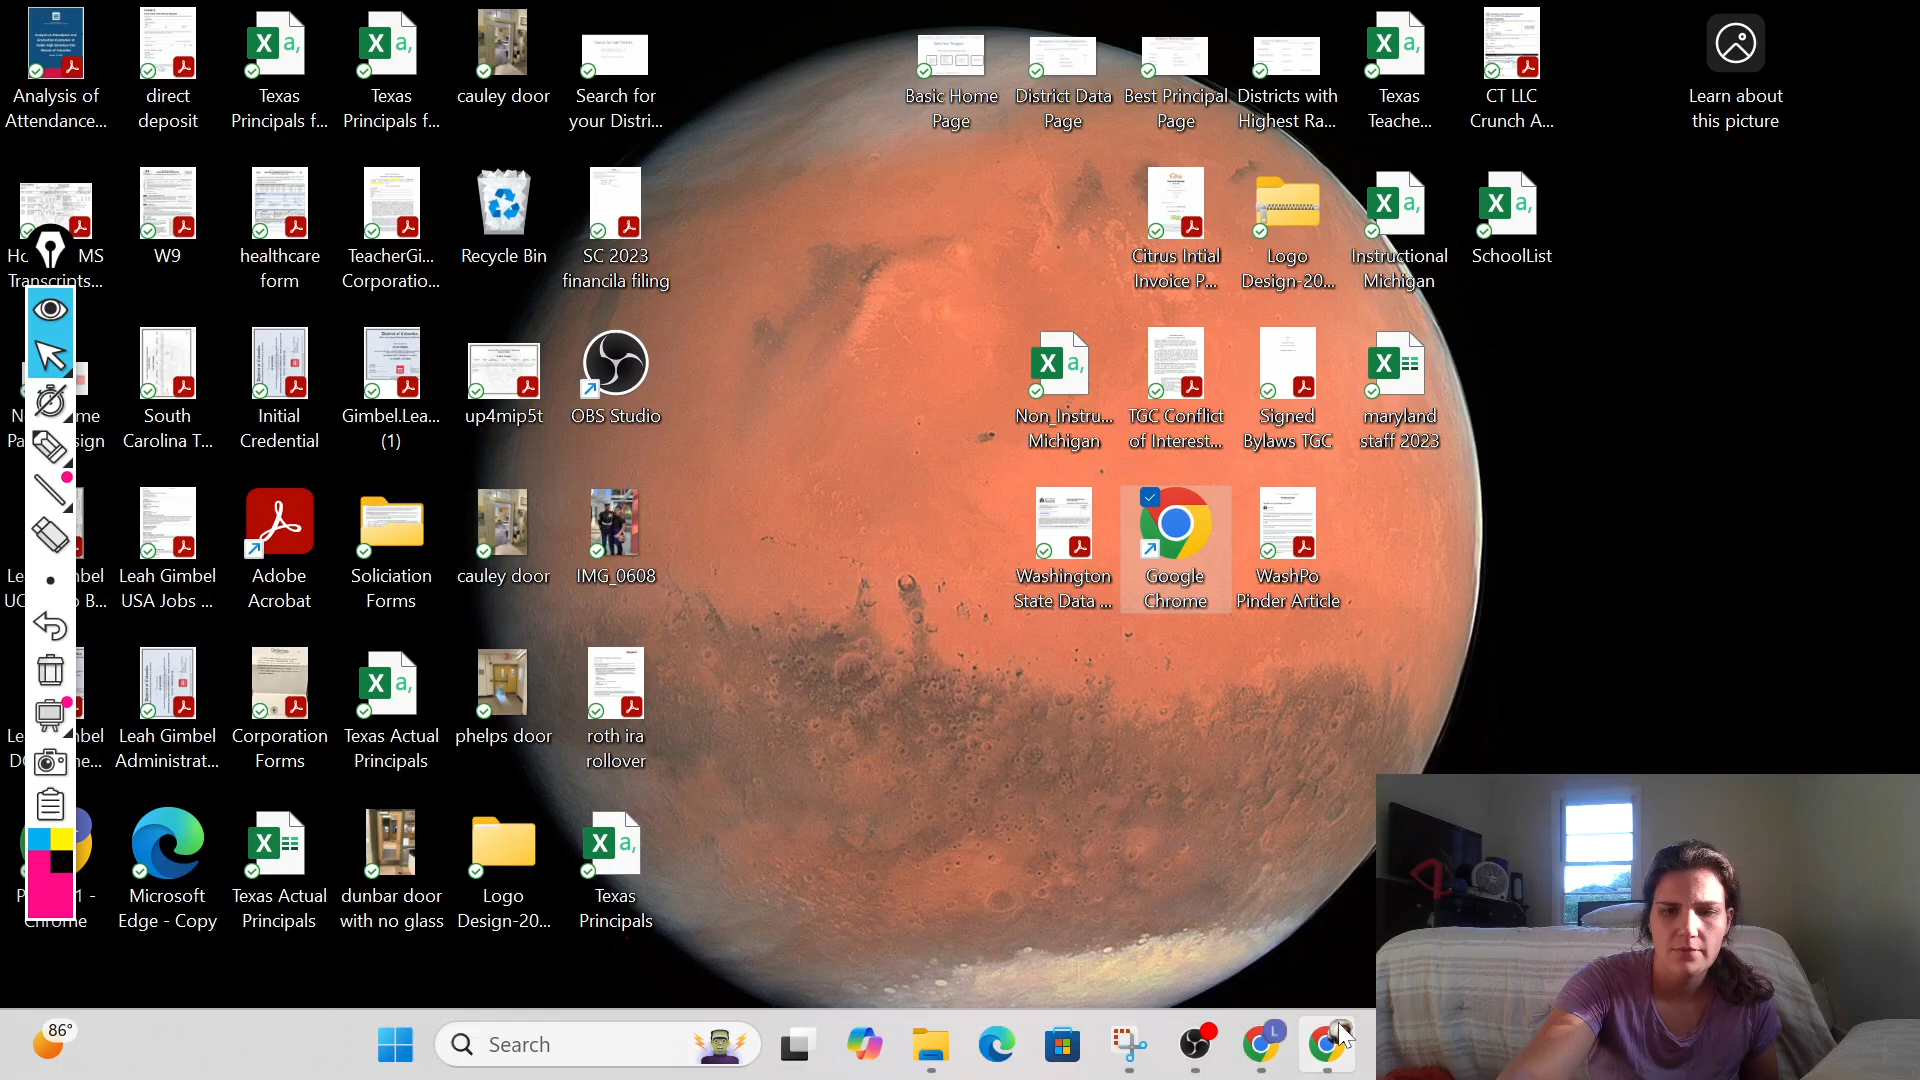 Analysis of
Attendance...
direct
deposit
Texas
Principals f...
Texas
Principals f...
cauley door
Search for
your Distri...
Basic Home
Page
District Data
Page
Best Principal
Page
Districts with
Highest Ra...
Texas
Teache...
CT LLC
Crunch A...
Learn about
this picture
Ho
MS
Transcripts...
W9
healthcare
form
TeacherGi...
Corporatio...
Recycle Bin
SC 2023
financila filing
Citrus Intial
Invoice P...
Logo
Design-20...
Instructional
Michigan
SchoolList
South
Carolina T...
Initial
Credential
Gimbel.Lea...
(1)
up4mip5t
OBS Studio
Non_Instru...
Michigan
TGC Conflict
of Interest...
Signed
Bylaws TGC
maryland
staff 2023
Leah Gimbel
USA Jobs ...
Adobe
Acrobat
Soliciation
Forms
cauley door
IMG_0608
Washington
State Data ...
Google
Chrome
WashPo
Pinder Article
Leah Gimbel
Administrat...
Corporation
Forms
Texas Actual
Principals
phelps door
roth ira
rollover
Microsoft
Edge - Copy
Texas Actual
Principals
dunbar door
with no glass
Logo
Design-20...
Texas
Principals
Chrome
86°
Search
L